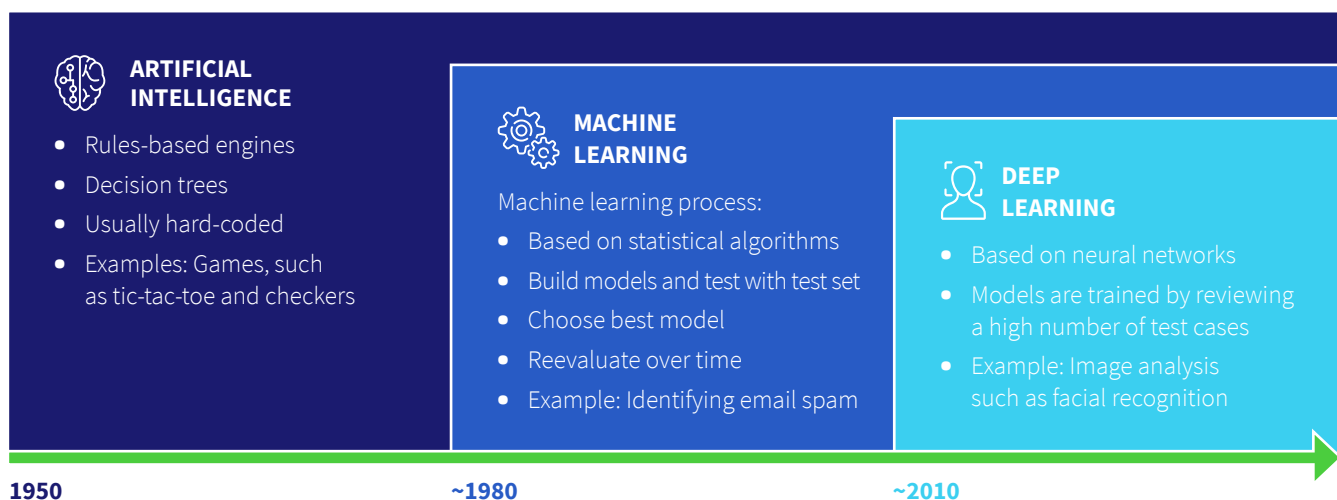 ARTIFICIAL
INTELLIGENCE
• Rules-based engines
• Decision trees
• Usually hard-coded
• Examples: Games, such
as tic-tac-toe and checkers
MACHINE
LEARNING
Machine learning process:
• Based on statistical algorithms
• Build models and test with test set
• Choose best model
• Reevaluate over time
• Example: Identifying email spam
DEEP
LEARNING
• Based on neural networks
• Models are trained by reviewing
a high number of test cases
• Example: Image analysis
such as facial recognition
1950
~1980
~2010